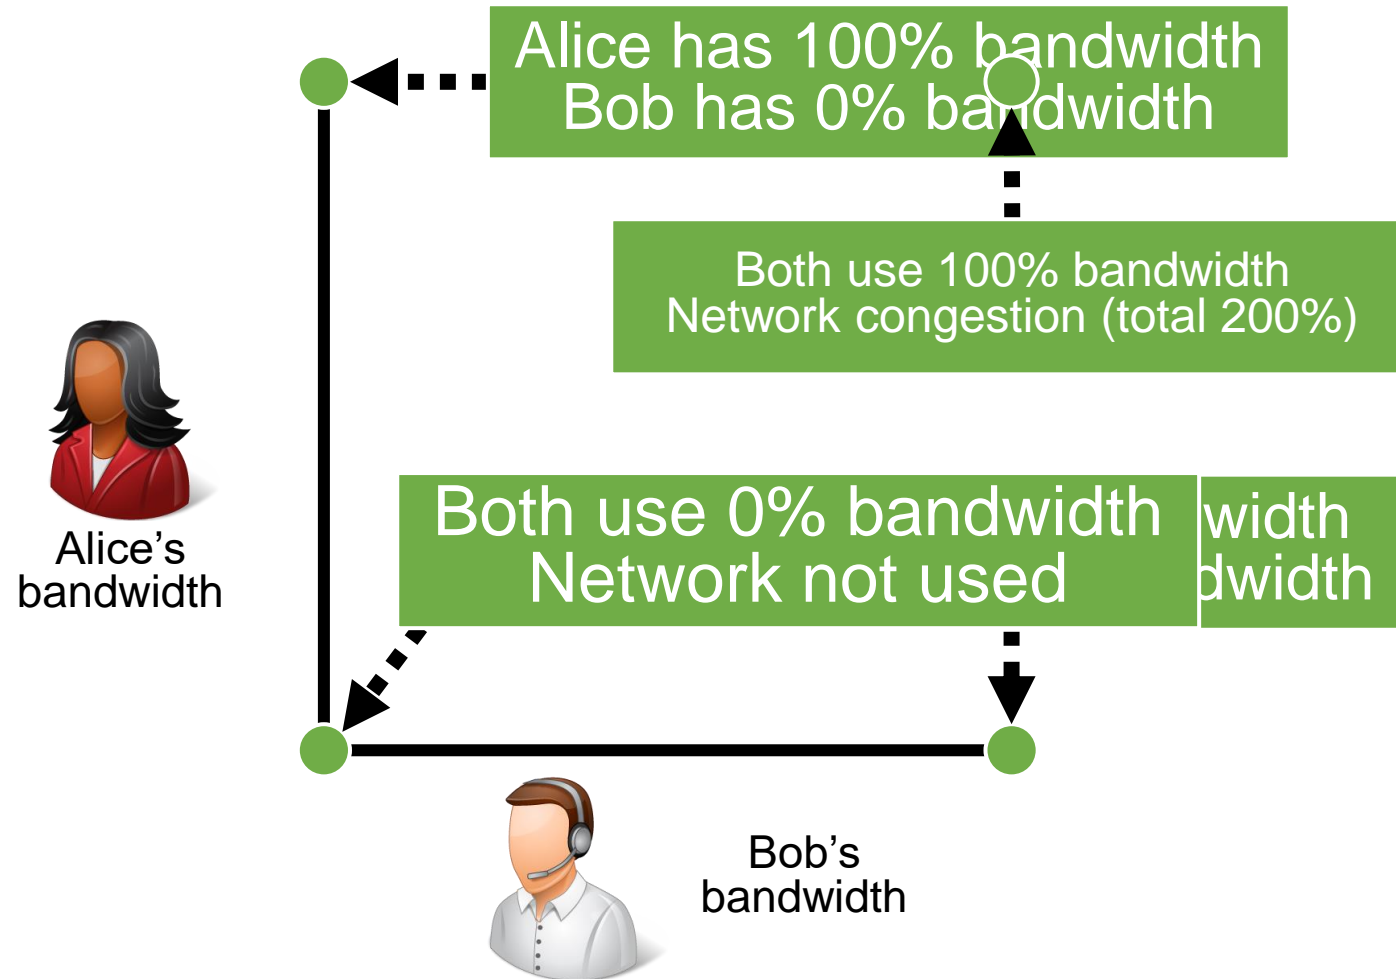 Alice has 100% bandwidth
Bob has 0% bandwidth
Both use 100% bandwidth
Network congestion (total 200%)
Both use 0% bandwidth
Network not used
width
dwidth
Alice’s
bandwidth
Bob’s
bandwidth